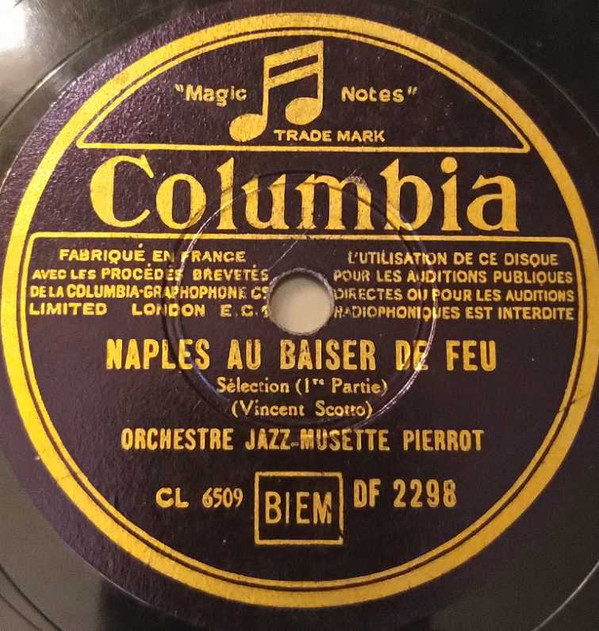 "Magic Notes"
TRADE MARK
Columbia
FABRIQUÉ EN FRANCE
AVEC LES PROCÉDÉS BREVETÉS
DE LA COLUMBIA-GRAPHOPHONE Cº
LIMITED LONDON E.C.1
L'UTILISATION DE CE DISQUE
POUR LES AUDITIONS PUBLIQUES
DIRECTES OU POUR LES AUDITIONS
RADIOPHONIQUES EST INTERDITE
NAPLES AU BAISER DE FEU
Sélection (1re Partie)
(Vincent Scotto)
ORCHESTRE JAZZ-MUSETTE PIERROT
CL 6509 BIEM DF 2298